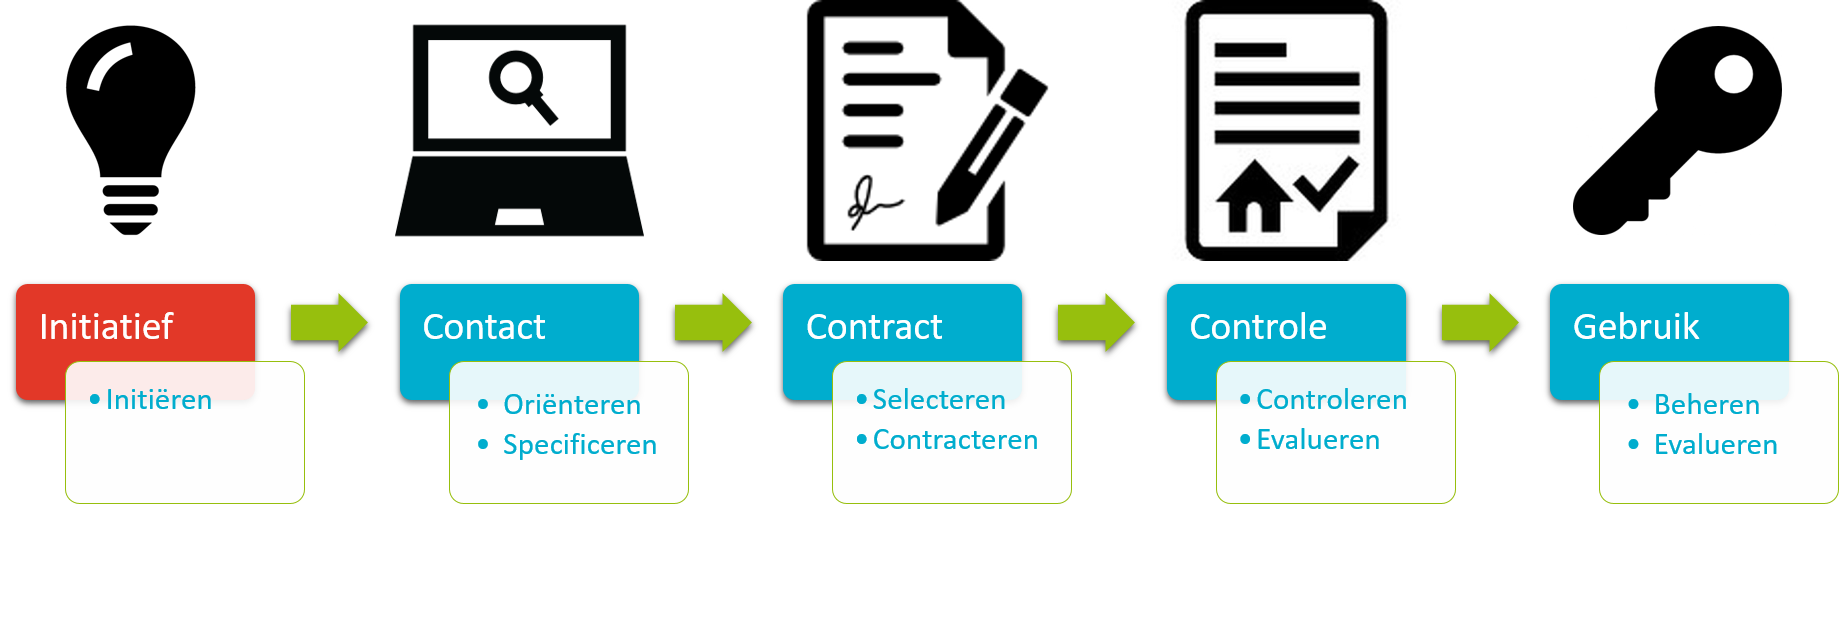 Initiatief
• Initiëren
Contact
• Oriënteren
• Specificeren
Contract
• Selecteren
• Contracteren
Controle
• Controleren
• Evalueren
Gebruik
• Beheren
• Evalueren